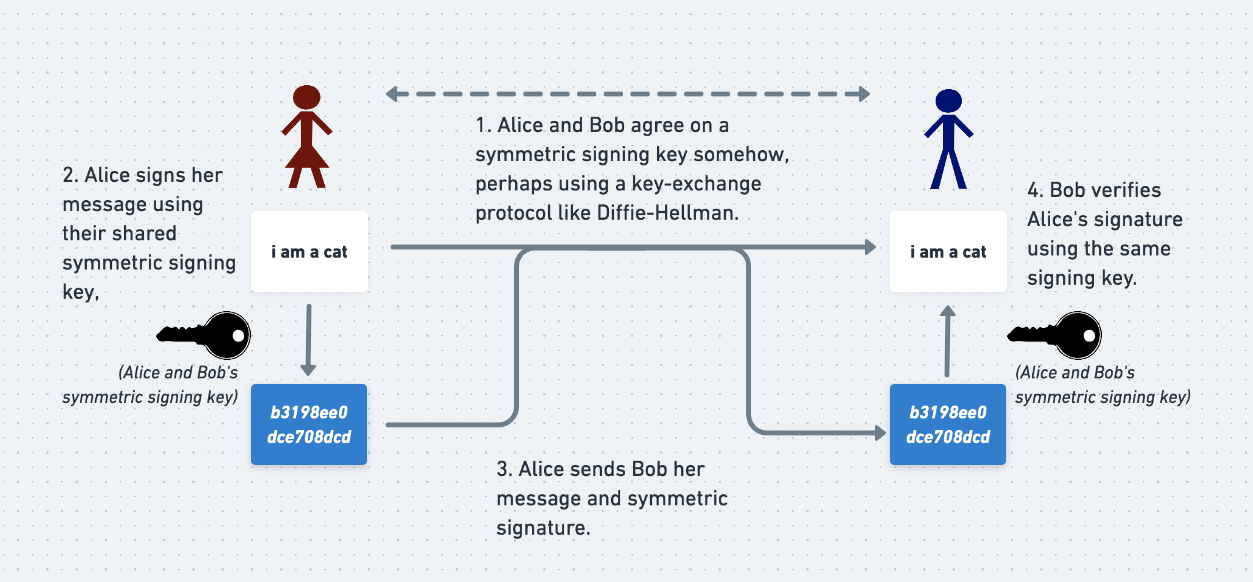 1. Alice and Bob agree on a
symmetric signing key somehow,
perhaps using a key-exchange
protocol like Diffie-Hellman.
2. Alice signs her
message using
their shared
symmetric signing
key,
i am a cat
(Alice and Bob's
symmetric signing key)
b3198ee0
dce708dcd
3. Alice sends Bob her
message and symmetric
signature.
i am a cat
4. Bob verifies
Alice's signature
using the same
signing key.
(Alice and Bob's
symmetric signing key)
b3198ee0
dce708dcd